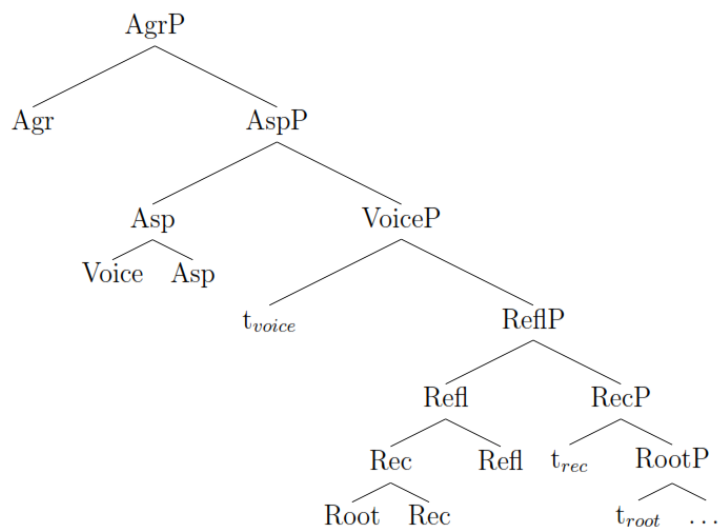 AgrP
Agr AspP
Asp VoiceP
Voice Asp
t_voice ReflP
Refl RecP
Rec Refl t_rec RootP
Root Rec t_root ...